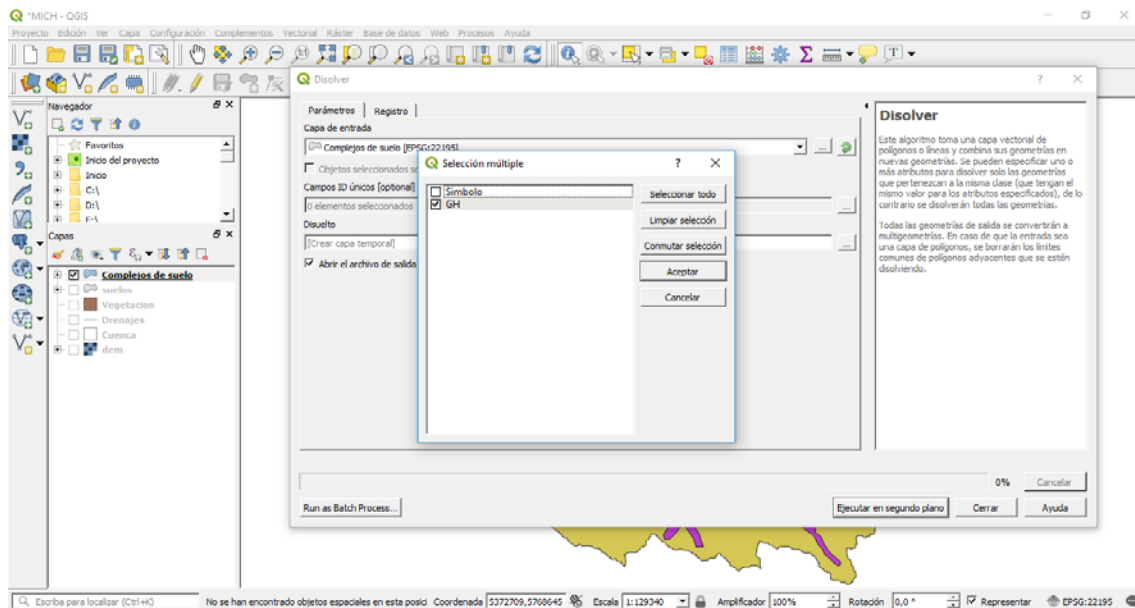 *MICH - QGIS
Proyecto Edición Ver Capa Configuración Complementos Vectorial Ráster Base de datos Web Procesos Ayuda
Navegador
Favoritos
Inicio del proyecto
Inicio
C:\
D:\
E:\
Capas
Complejos de suelo
suelos
Vegetacion
Drenajes
Cuenca
dem
Disolver
Parámetros Registro
Capa de entrada
Complejos de suelo [EPSG:22195]
Objetos seleccionados so
Campos ID únicos [optional]
0 elementos seleccionados
Disuelto
[Crear capa temporal]
Abrir el archivo de salida
Selección múltiple
Simbolo
GH
Seleccionar todo
Limpiar selección
Conmutar selección
Aceptar
Cancelar
Disolver
Este algoritmo toma una capa vectorial de
polígonos o líneas y combina sus geometrías en
nuevas geometrías. Se pueden especificar uno o
más atributos para disolver solo las geometrías
que pertenezcan a la misma clase (que tengan el
mismo valor para los atributos especificados), de lo
contrario se disolverán todas las geometrías.
Todas las geometrías de salida se convertirán a
multigeometrías. En caso de que la entrada sea
una capa de polígonos, se borrarán los límites
comunes de polígonos adyacentes que se estén
disolviendo.
0% Cancelar
Run as Batch Process... Ejecutar en segundo plano Cerrar Ayuda
Escriba para localizar (Ctrl+K) No se han encontrado objetos espaciales en esta posici Coordenada 5372709,5768645 Escala 1:129340 Amplificador 100% Rotación 0,0 ° Representar EPSG:22195